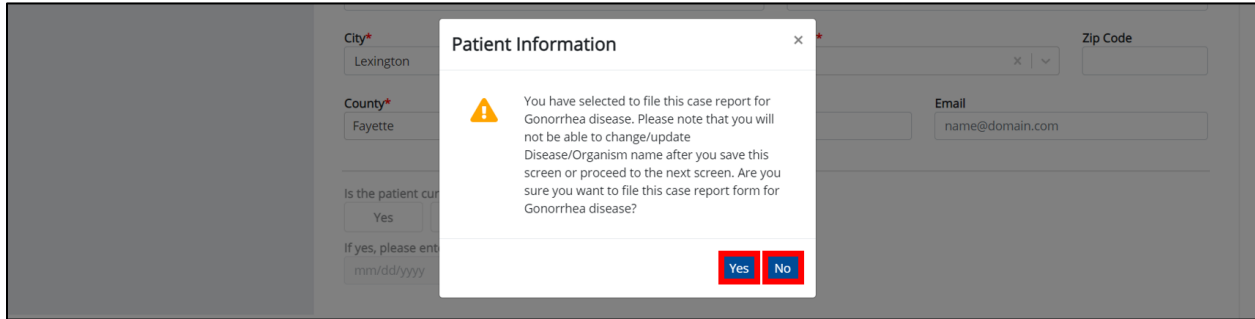 City*
Lexington
Patient Information
×
*
Zip Code
You have selected to file this case report for
Gonorrhea disease. Please note that you will
not be able to change/update
Disease/Organism name after you save this
screen or proceed to the next screen. Are you
sure you want to file this case report form for
Gonorrhea disease?
County*
Fayette
Email
name@domain.com
Is the patient cur
Yes
If yes, please ent
mm/dd/yyyy
Yes
No